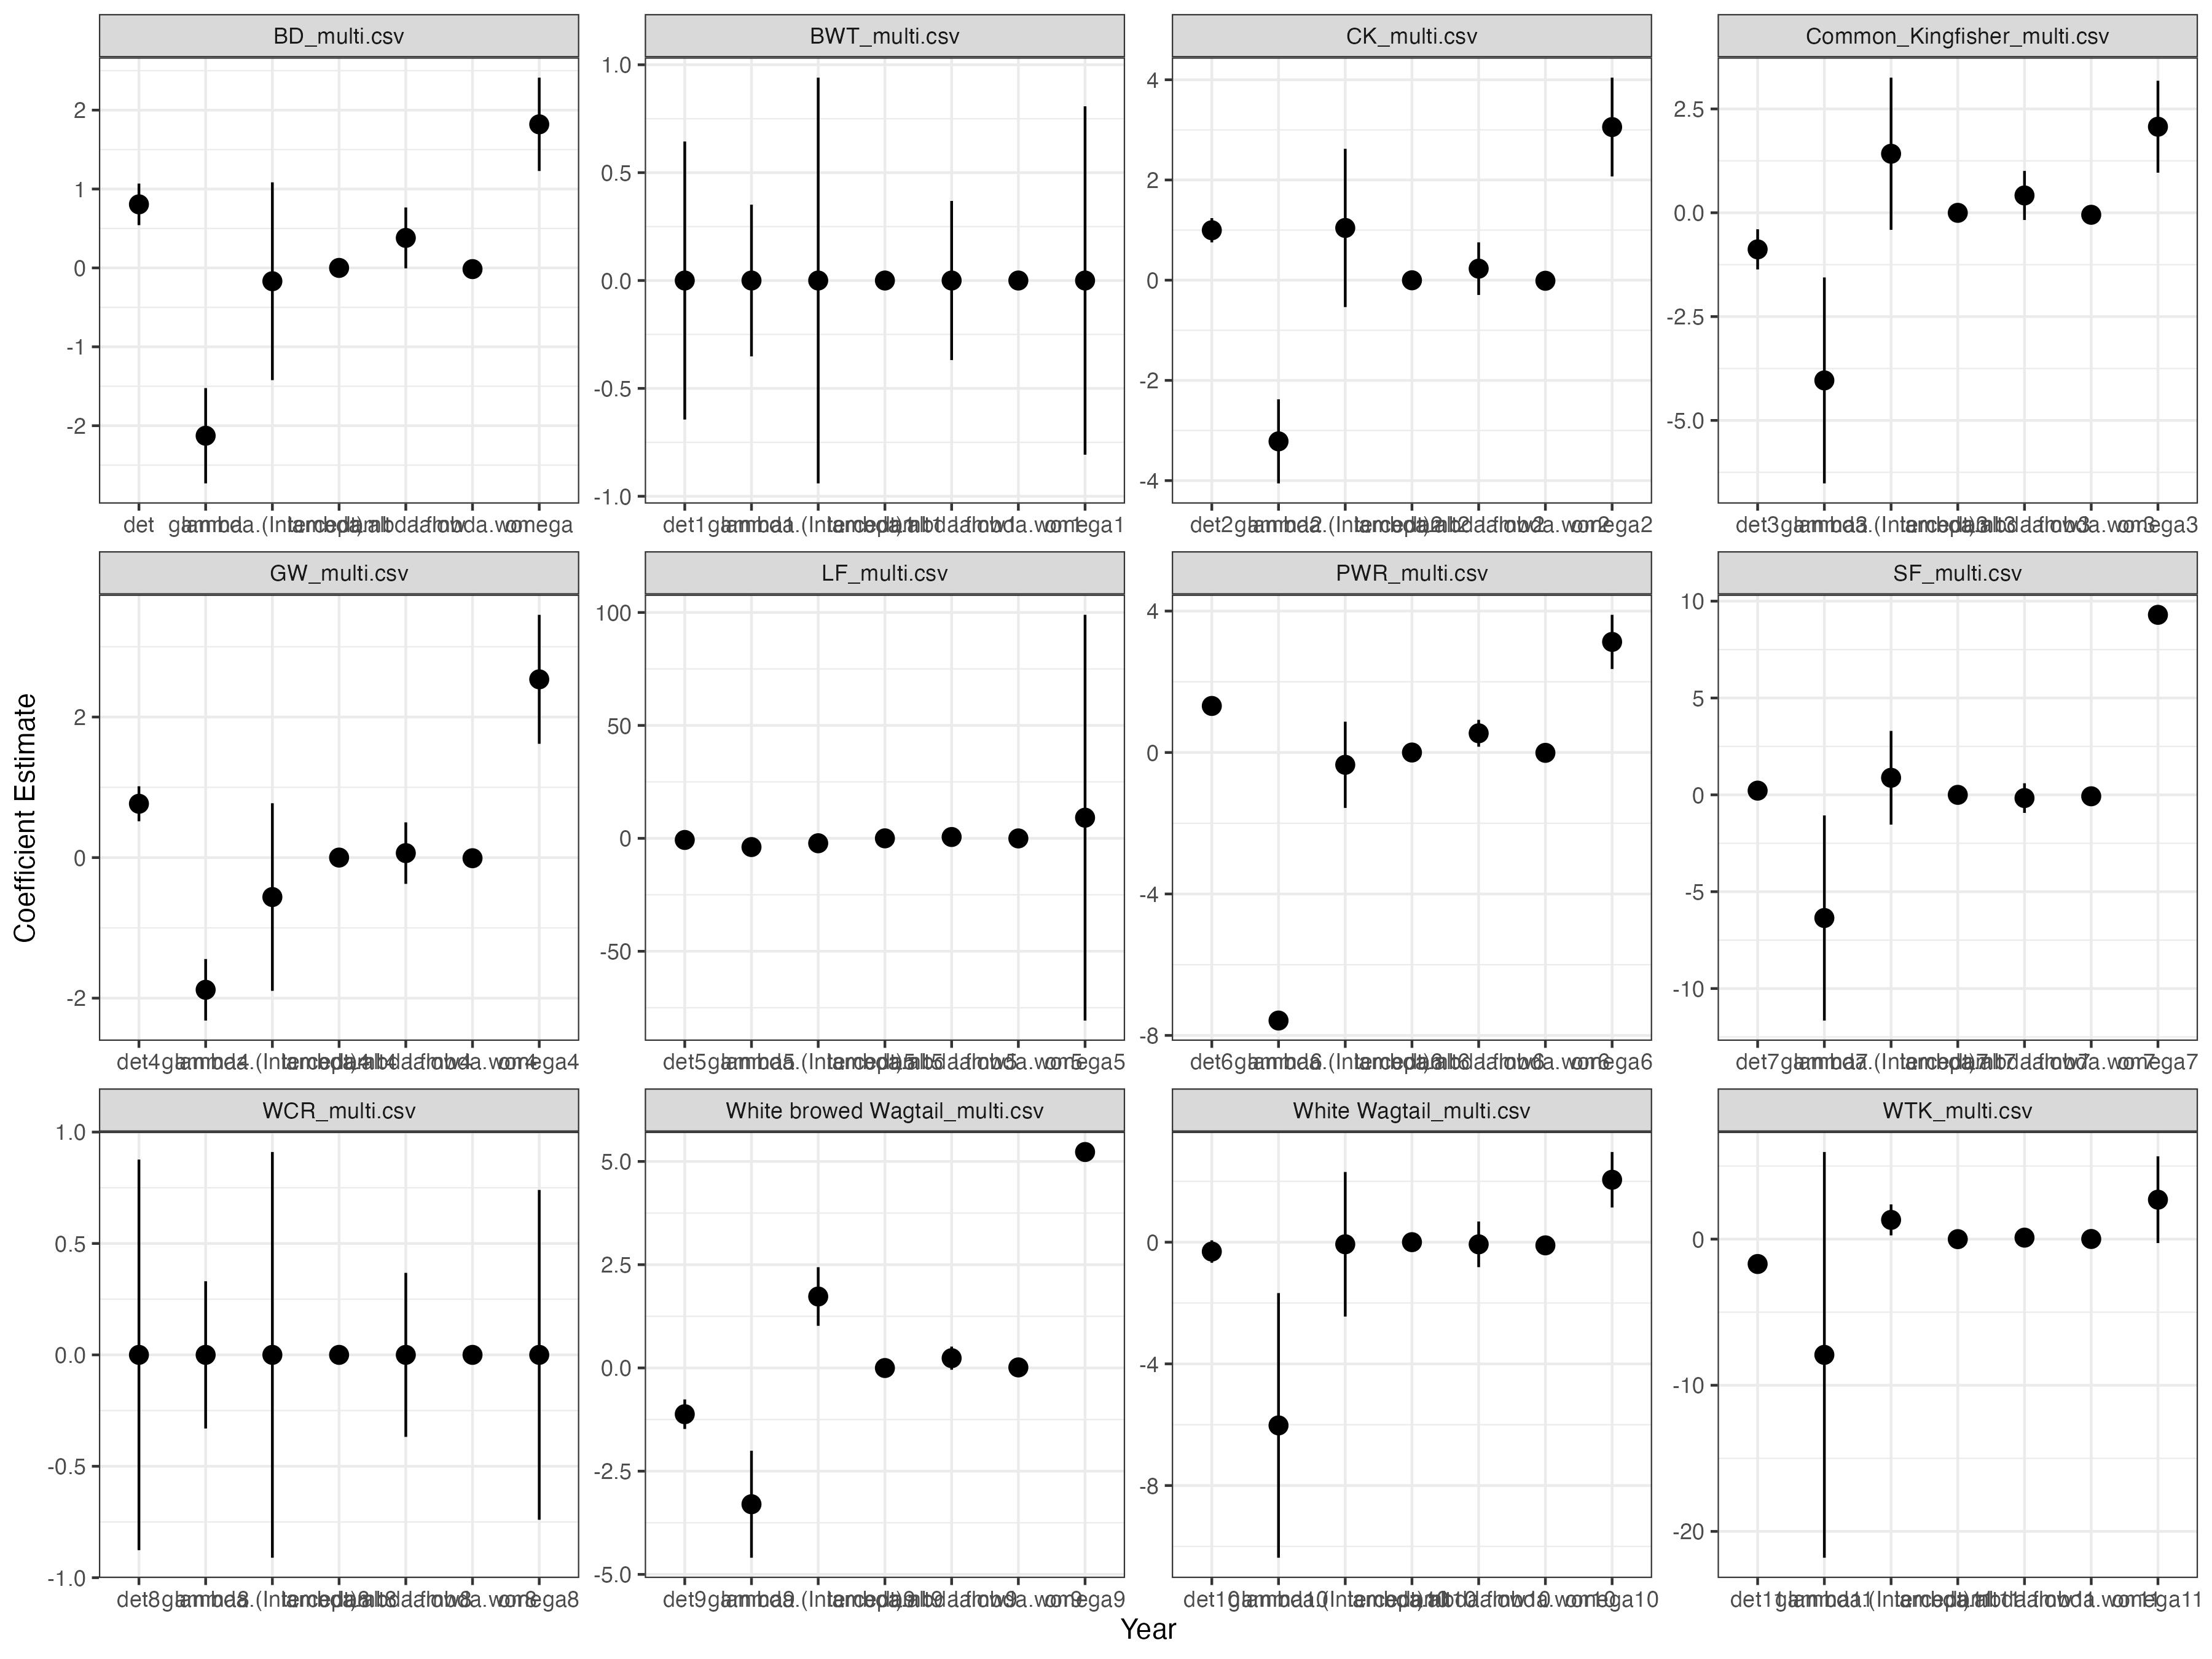 BD_multi.csv
BWT_multi.csv
CK_multi.csv
Common_Kingfisher_multi.csv
2
1
0
-1
-2
1.0
0.5
0.0
-0.5
-1.0
4
2
0
-2
-4
2.5
0.0
-2.5
-5.0
det omega
det1 omega1
det2 omega2
det3 omega3
GW_multi.csv
LF_multi.csv
PWR_multi.csv
SF_multi.csv
Coefficient Estimate
2
0
-2
100
50
0
-50
4
0
-4
-8
10
5
0
-5
-10
det4 omega4
det5 omega5
det6 omega6
det7 omega7
WCR_multi.csv
White browed Wagtail_multi.csv
White Wagtail_multi.csv
WTK_multi.csv
1.0
0.5
0.0
-0.5
-1.0
5.0
2.5
0.0
-2.5
-5.0
0
-4
-8
0
-10
-20
det8 omega8
det9 omega9
omega10
omega11
Year